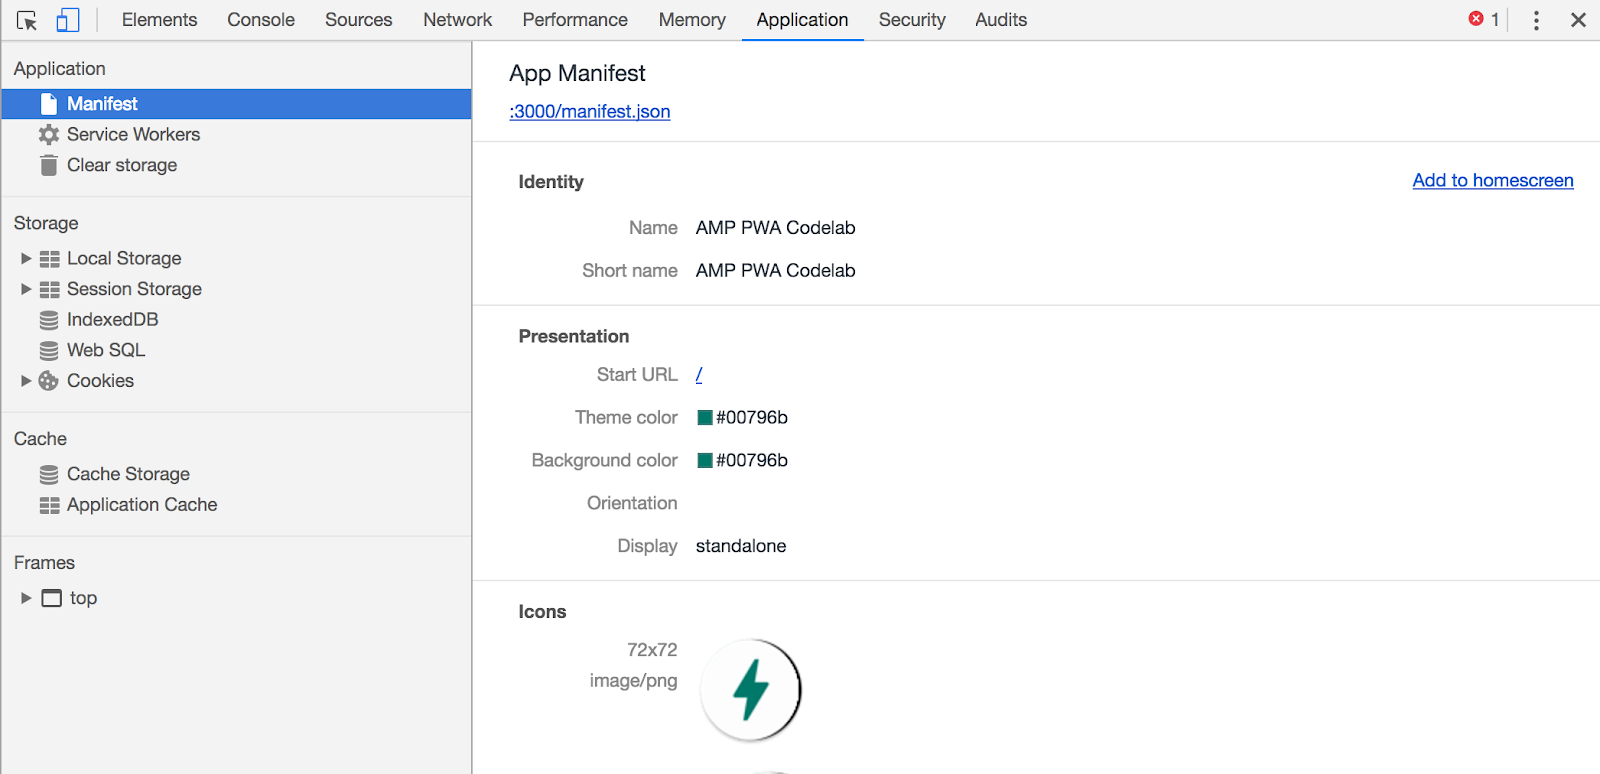 Elements Console Sources Network Performance Memory Application Security Audits 1
Application
Manifest
Service Workers
Clear storage
Storage
Local Storage
Session Storage
IndexedDB
Web SQL
Cookies
Cache
Cache Storage
Application Cache
Frames
top
App Manifest
:3000/manifest.json
Identity Add to homescreen
Name AMP PWA Codelab
Short name AMP PWA Codelab
Presentation
Start URL /
Theme color #00796b
Background color #00796b
Orientation
Display standalone
Icons
72x72
image/png